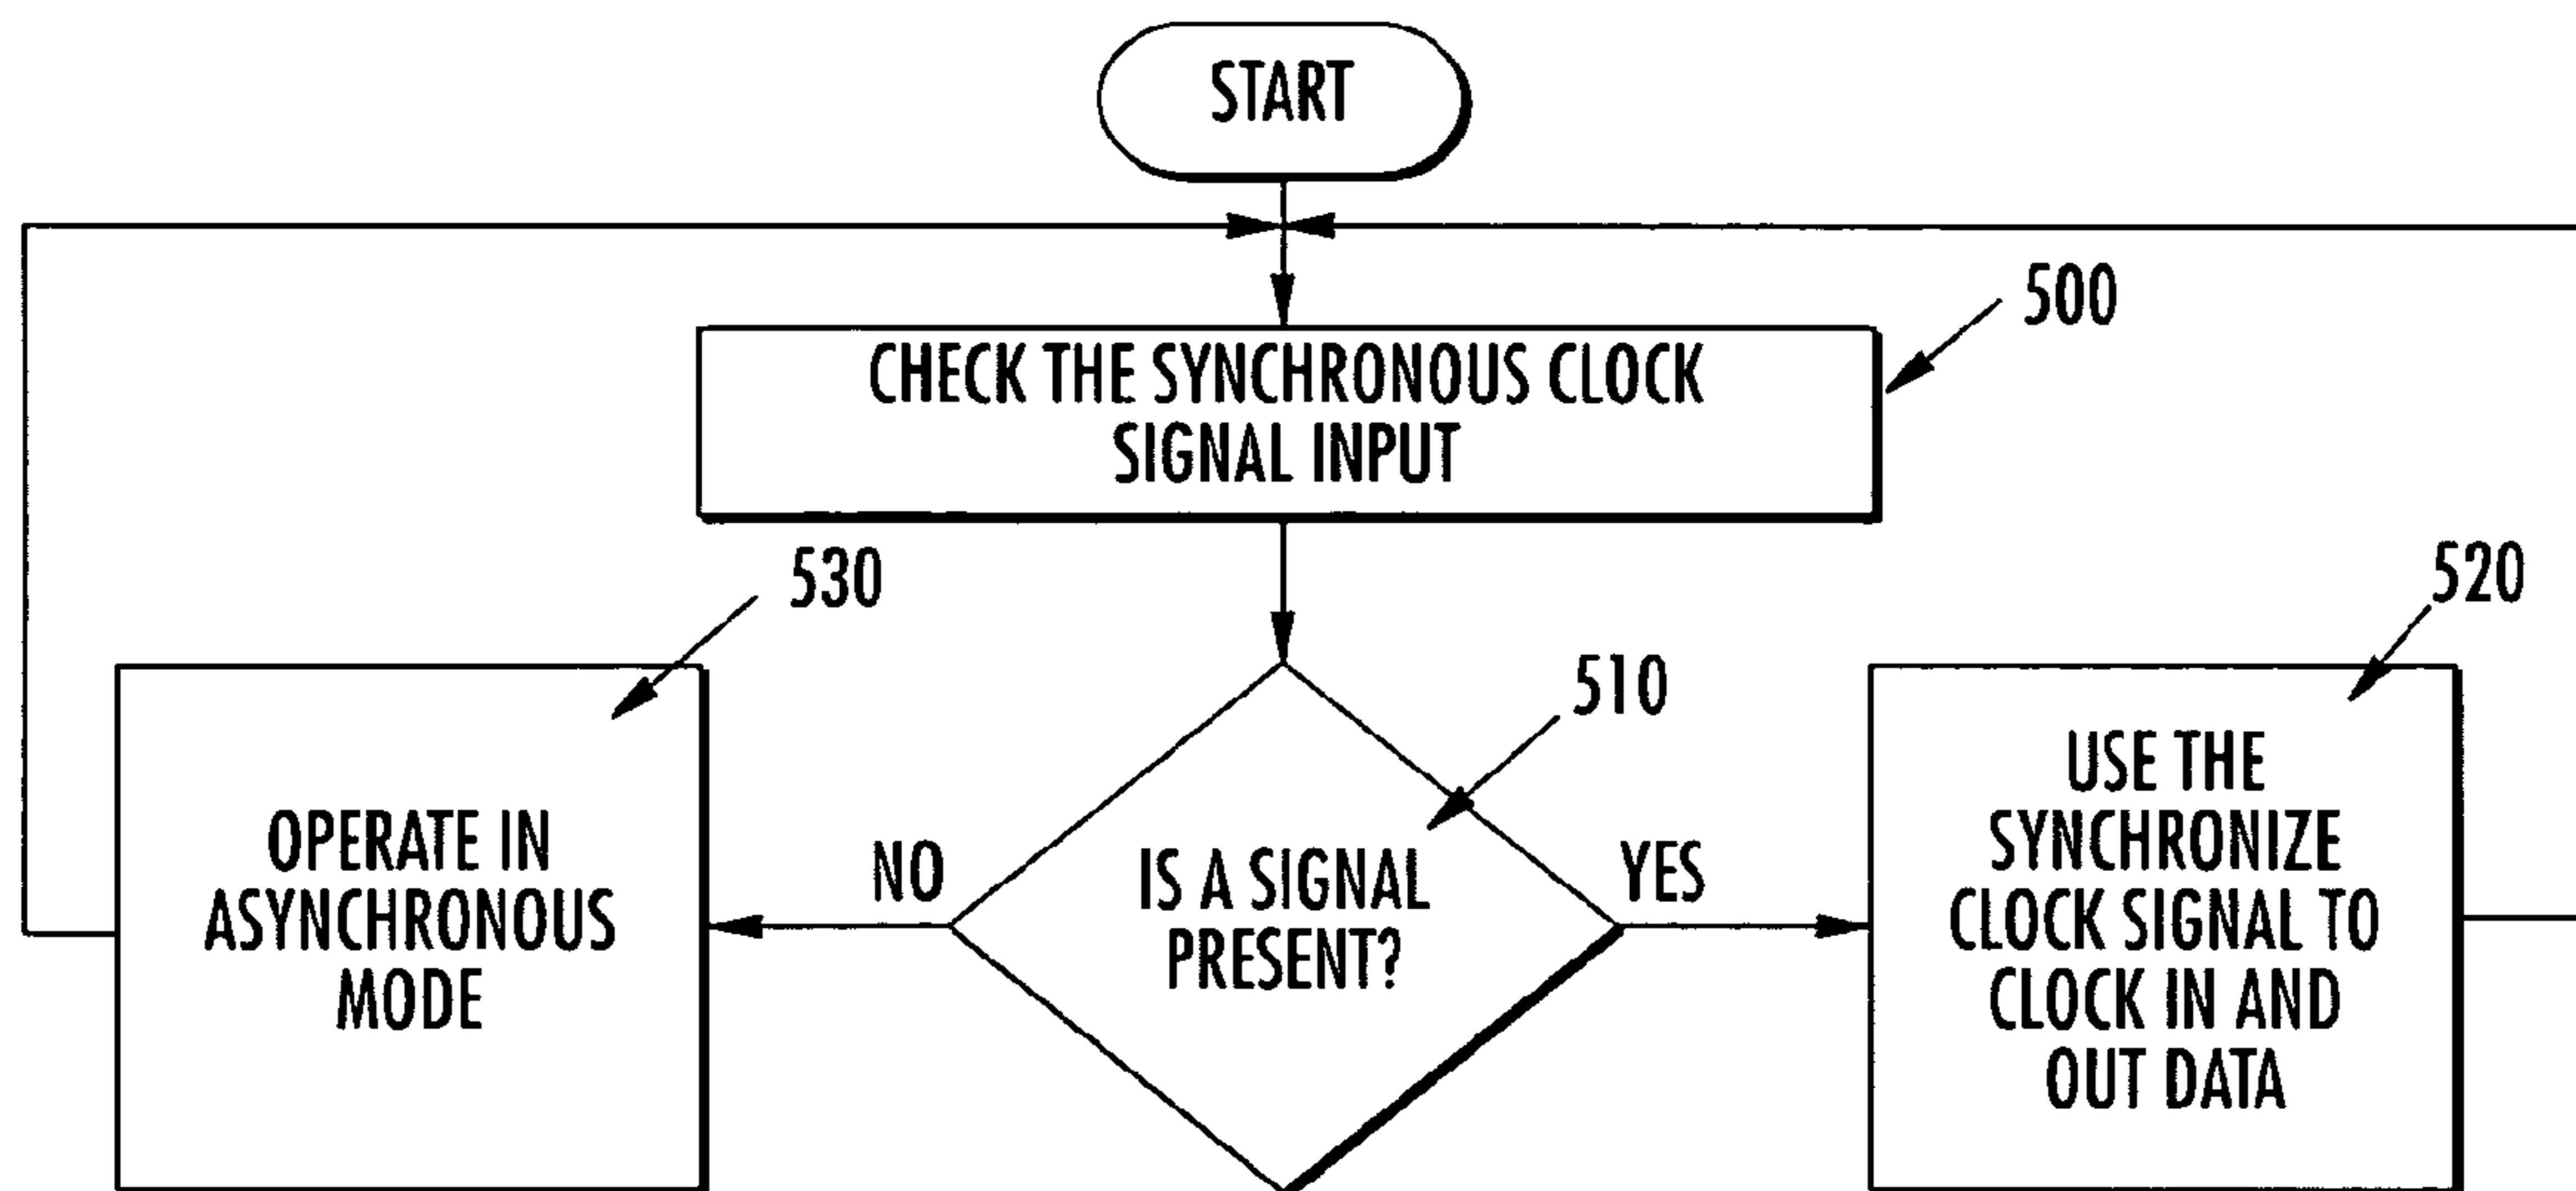 START
500
CHECK THE SYNCHRONOUS CLOCK
SIGNAL INPUT
530
520
510
OPERATE IN
ASYNCHRONOUS
MODE
NO
IS A SIGNAL
PRESENT?
YES
USE THE
SYNCHRONIZE
CLOCK SIGNAL TO
CLOCK IN AND
OUT DATA